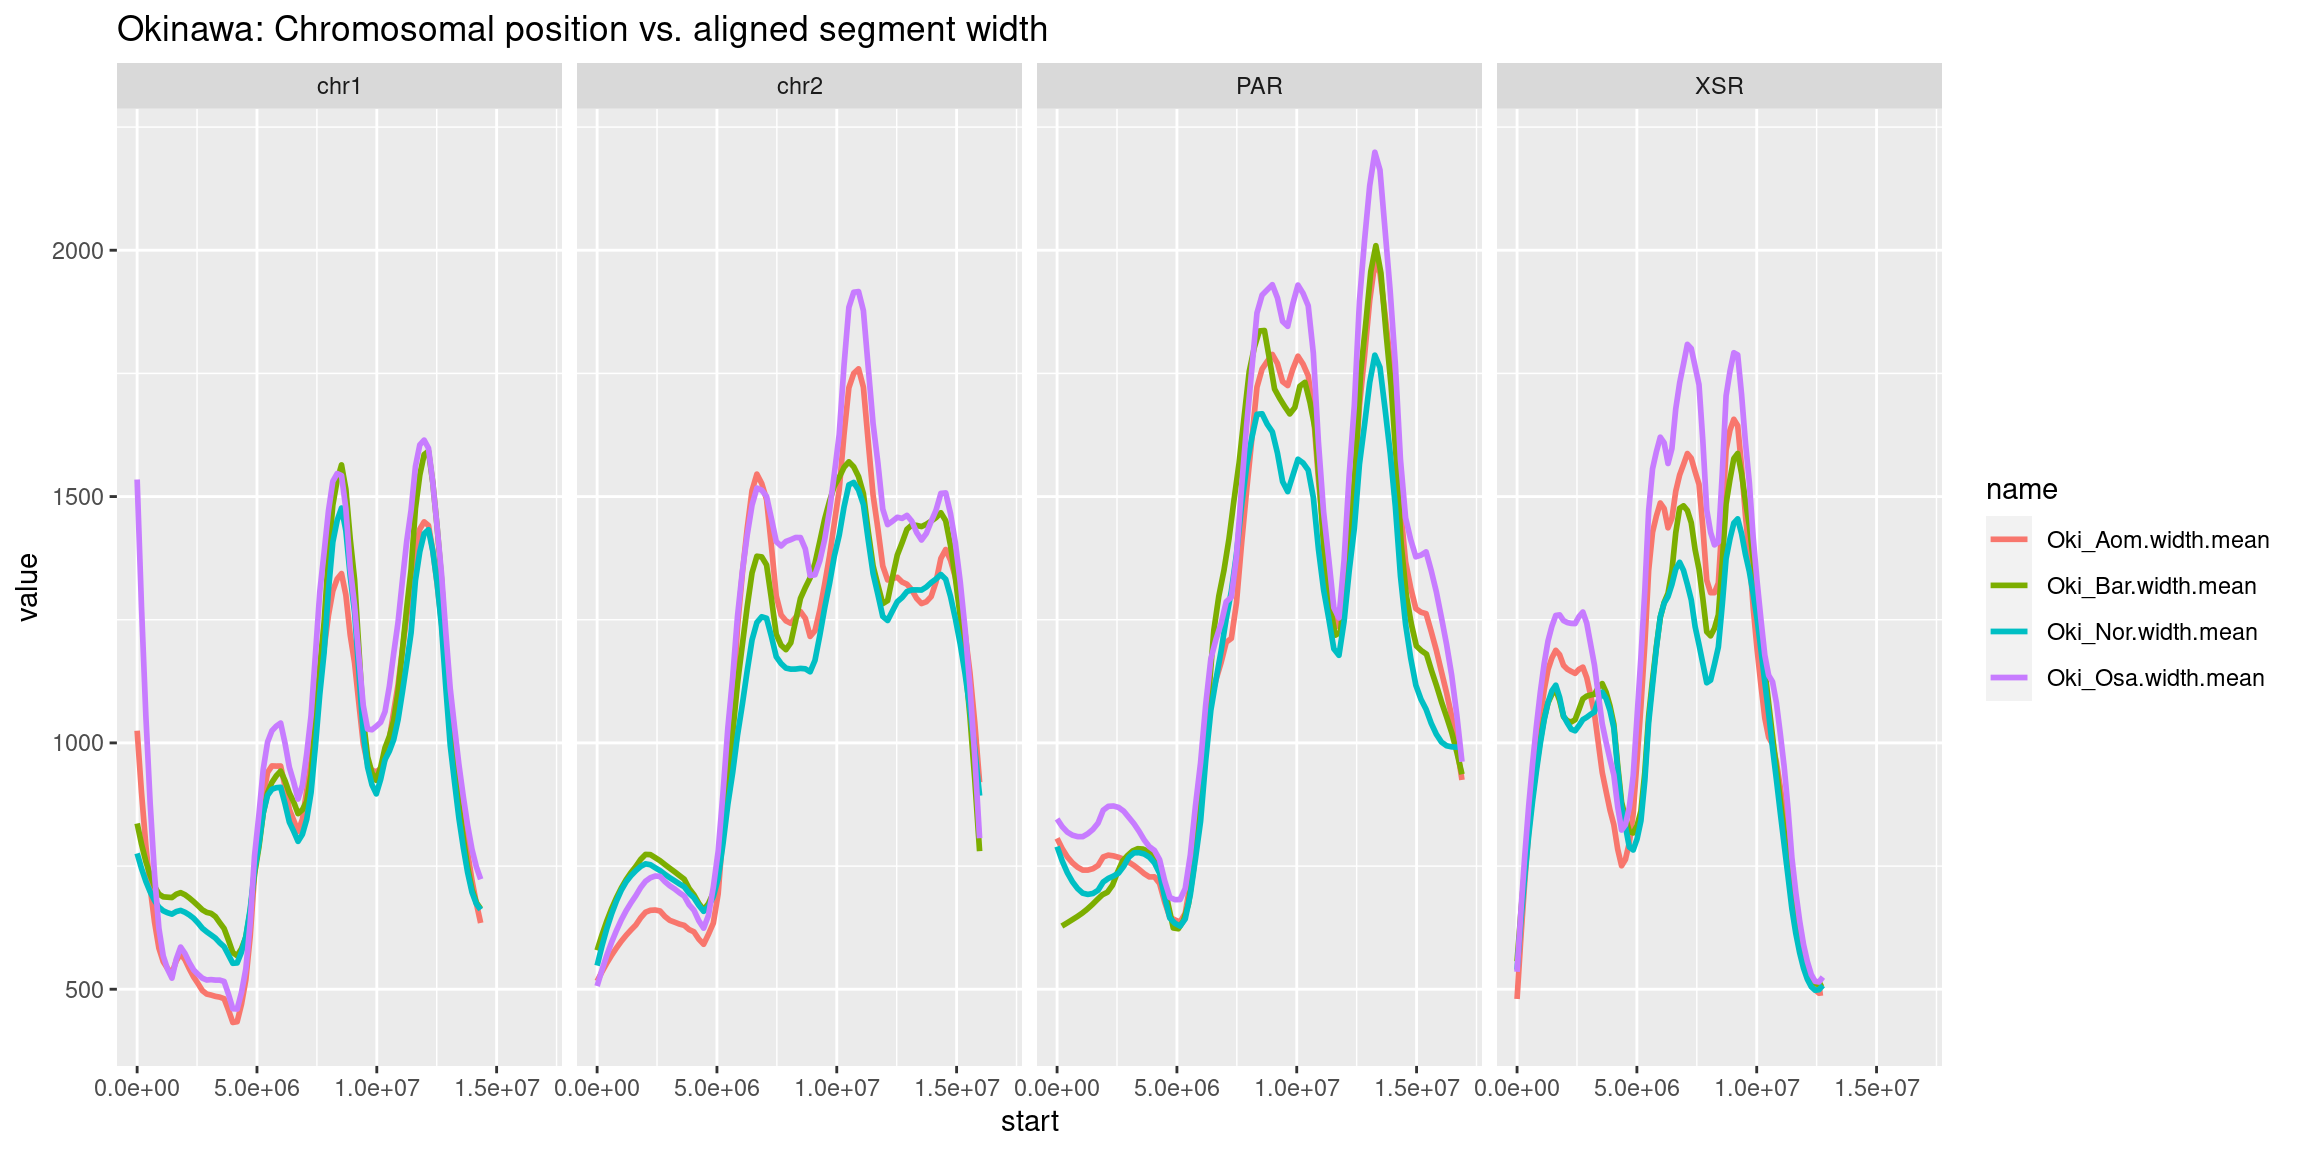 Okinawa: Chromosomal position vs. aligned segment width
chr1
chr2
PAR
XSR
value
2000
1500
1000
500
0.0e+00 5.0e+06 1.0e+07 1.5e+07
0.0e+00 5.0e+06 1.0e+07 1.5e+07
0.0e+00 5.0e+06 1.0e+07 1.5e+07
0.0e+00 5.0e+06 1.0e+07 1.5e+07
start
name
Oki_Aom.width.mean
Oki_Bar.width.mean
Oki_Nor.width.mean
Oki_Osa.width.mean